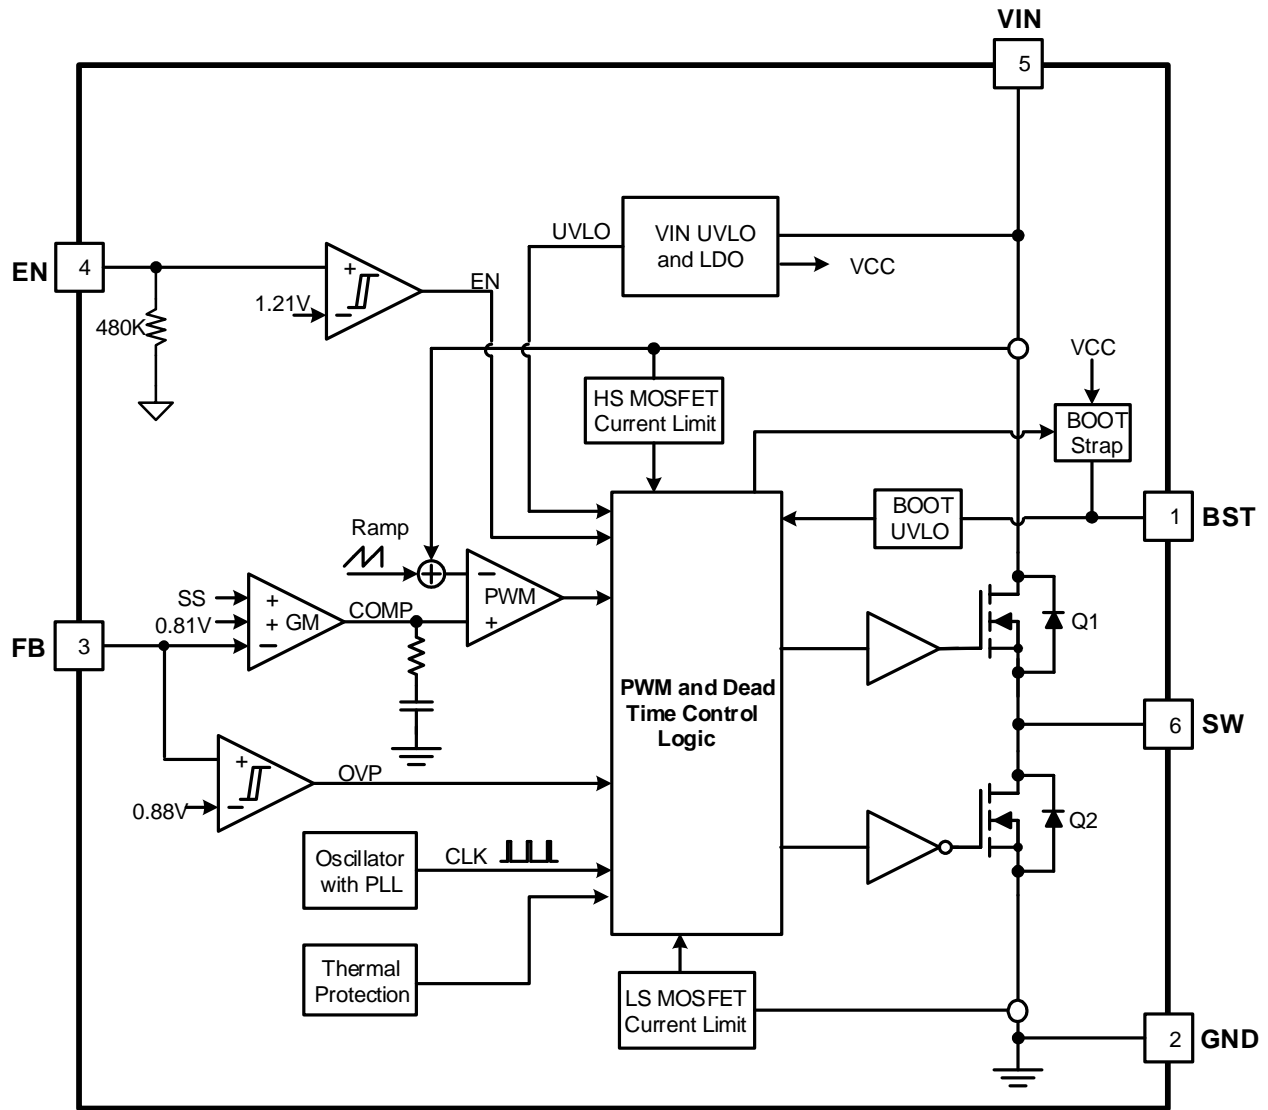 VIN
5
UVLO
VIN UVLO
and LDO
VCC
EN
4
EN
1.21V
+
−
480K
HS MOSFET
Current Limit
VCC
BOOT
Strap
BOOT
UVLO
1
BST
Ramp
+
−
PWM
+
SS
0.81V
+
+
GM
−
COMP
FB
3
Q1
PWM and Dead
Time Control
Logic
6
SW
+
−
OVP
0.88V
Q2
Oscillator
with PLL
CLK
Thermal
Protection
LS MOSFET
Current Limit
2
GND